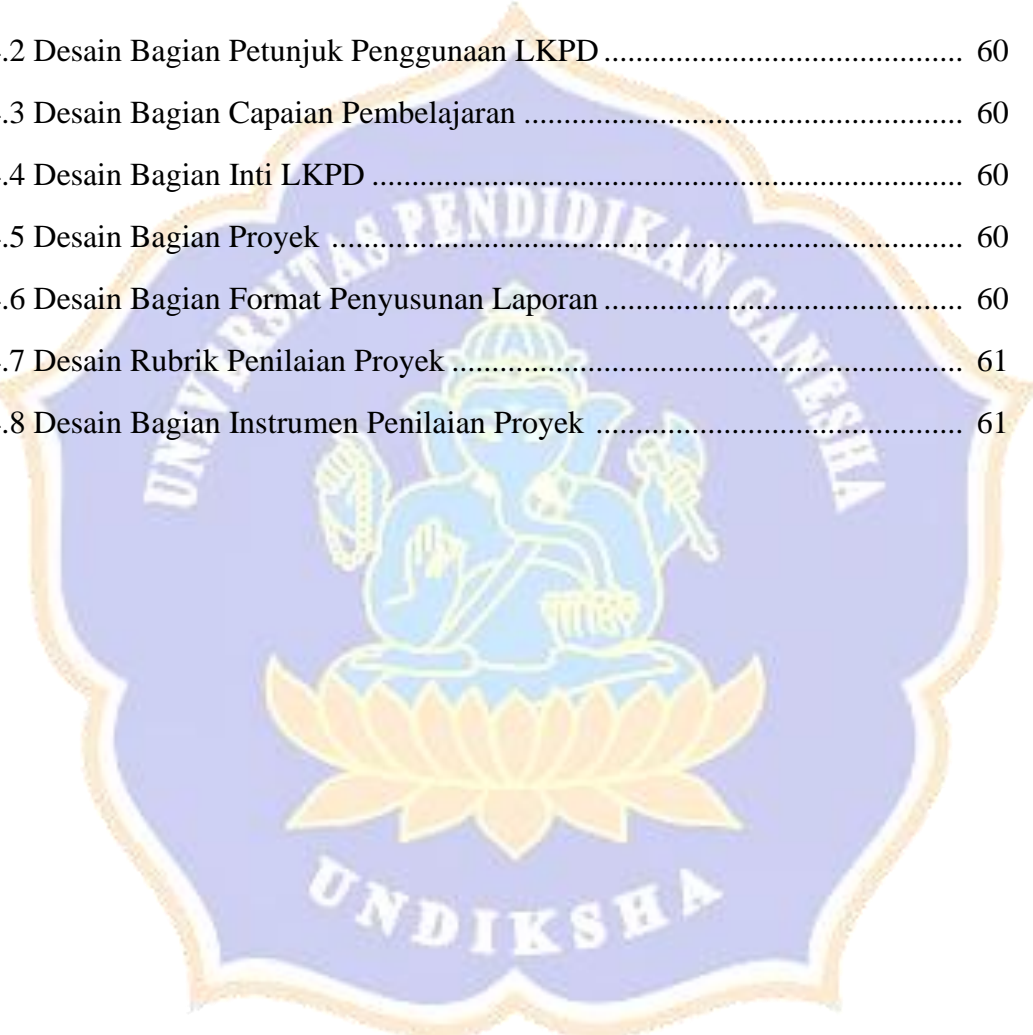 .2 Desain Bagian Petunjuk Penggunaan LKPD ...................................... 60
.3 Desain Bagian Capaian Pembelajaran .............................................. 60
.4 Desain Bagian Inti LKPD .............................................................. 60
.5 Desain Bagian Proyek .................................................................. 60
.6 Desain Bagian Format Penyusunan Laporan ...................................... 60
.7 Desain Rubrik Penilaian Proyek ...................................................... 61
.8 Desain Bagian Instrumen Penilaian Proyek ....................................... 61
UNIVERSITAS PENDIDIKAN GANESHA
UNDIKSHA